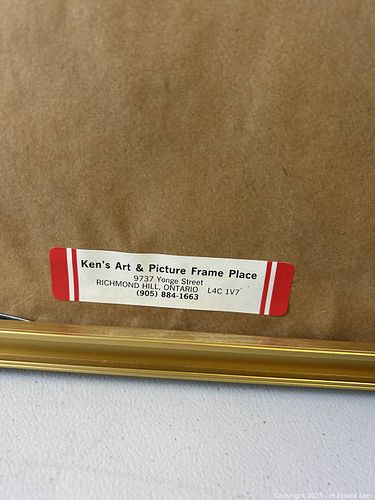 Ken's Art & Picture Frame Place
9737 Yonge Street
RICHMOND HILL, ONTARIO L4C 1V7
(905) 884-1663
Copyright 2025 - maxsold.com